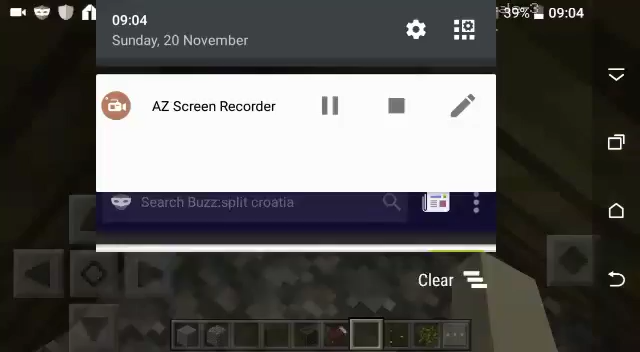 09:04
Sunday, 20 November
39%
09:04
AZ Screen Recorder
Search Buzz:split croatia
Clear